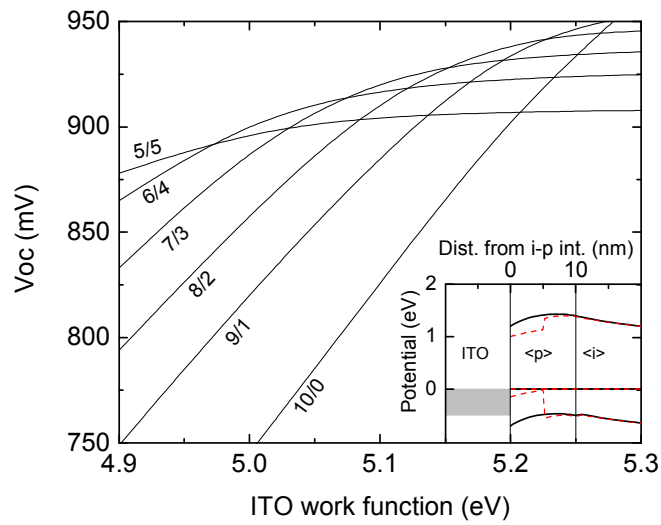 950
900
850
800
750
Voc (mV)
5/5
6/4
7/3
8/2
9/1
10/0
Dist. from i-p int. (nm)
0 10
2
1
0
Potential (eV)
ITO <p> <i>
4.9 5.0 5.1 5.2 5.3
ITO work function (eV)